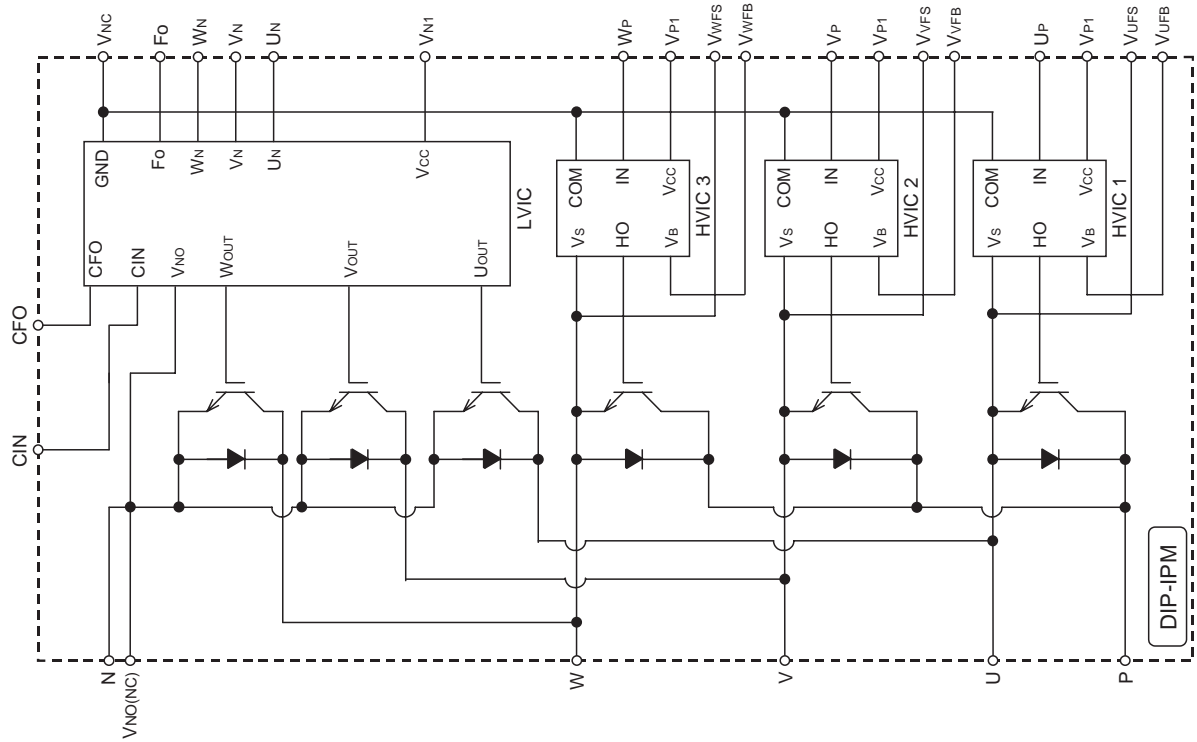 VNC
Fo
WN
VN
UN
VN1
WP
VP1
VWFS
VWFB
VP
VP1
VVFS
VVFB
UP
VP1
VUFS
VUFB
GND
Fo
WN
VN
UN
VCC
LVIC
CFO
CIN
VNO
WOUT
VOUT
UOUT
COM
IN
VCC
VS
HO
VB
HVIC 3
COM
IN
VCC
VS
HO
VB
HVIC 2
COM
IN
VCC
VS
HO
VB
HVIC 1
CFO
CIN
N
VNO(NC)
W
V
U
P
DIP-IPM